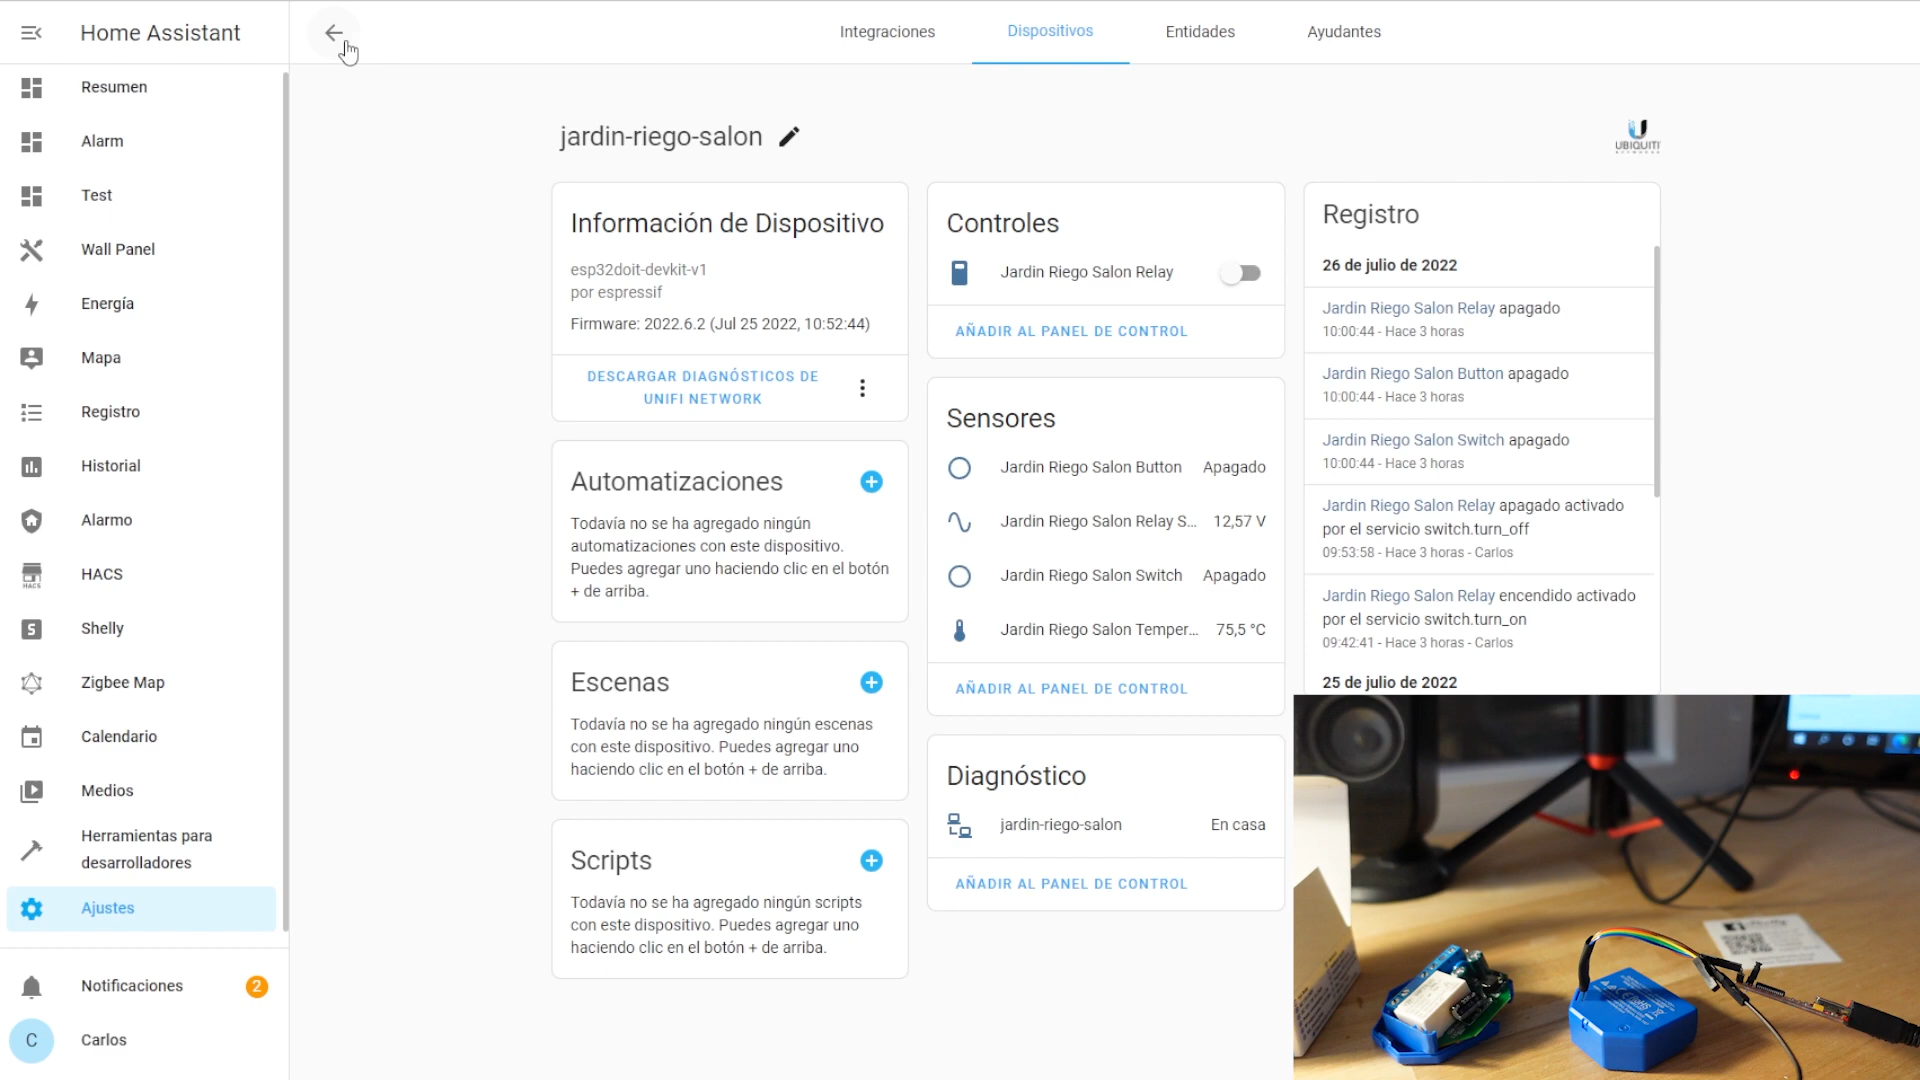 Home Assistant
Integraciones
Dispositivos
Entidades
Ayudantes
Resumen
Alarm
Test
Wall Panel
Energía
Mapa
Registro
Historial
Alarmo
HACS
HACS
S
Shelly
Zigbee Map
Calendario
Medios
Herramientas para
desarrolladores
Ajustes
Notificaciones
2
C
Carlos
jardin-riego-salon
U
UBIQUITI
NETWORKS
Información de Dispositivo
esp32doit-devkit-v1
por espressif
Firmware: 2022.6.2 (Jul 25 2022, 10:52:44)
DESCARGAR DIAGNÓSTICOS DE
UNIFI NETWORK
Automatizaciones
Todavía no se ha agregado ningún
automatizaciones con este dispositivo.
Puedes agregar uno haciendo clic en el botón
+ de arriba.
Escenas
Todavía no se ha agregado ningún escenas
con este dispositivo. Puedes agregar uno
haciendo clic en el botón + de arriba.
Scripts
Todavía no se ha agregado ningún scripts
con este dispositivo. Puedes agregar uno
haciendo clic en el botón + de arriba.
Controles
Jardin Riego Salon Relay
AÑADIR AL PANEL DE CONTROL
Sensores
Jardin Riego Salon Button Apagado
Jardin Riego Salon Relay S... 12,57 V
Jardin Riego Salon Switch Apagado
Jardin Riego Salon Temper... 75,5 °C
AÑADIR AL PANEL DE CONTROL
Diagnóstico
jardin-riego-salon En casa
AÑADIR AL PANEL DE CONTROL
Registro
26 de julio de 2022
Jardin Riego Salon Relay apagado
10:00:44 - Hace 3 horas
Jardin Riego Salon Button apagado
10:00:44 - Hace 3 horas
Jardin Riego Salon Switch apagado
10:00:44 - Hace 3 horas
Jardin Riego Salon Relay apagado activado
por el servicio switch.turn_off
09:53:58 - Hace 3 horas - Carlos
Jardin Riego Salon Relay encendido activado
por el servicio switch.turn_on
09:42:41 - Hace 3 horas - Carlos
25 de julio de 2022